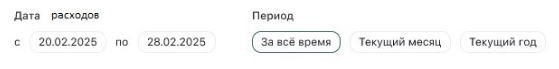 Дата расходов
Период
с 20.02.2025 по 28.02.2025
За всё время Текущий месяц Текущий год